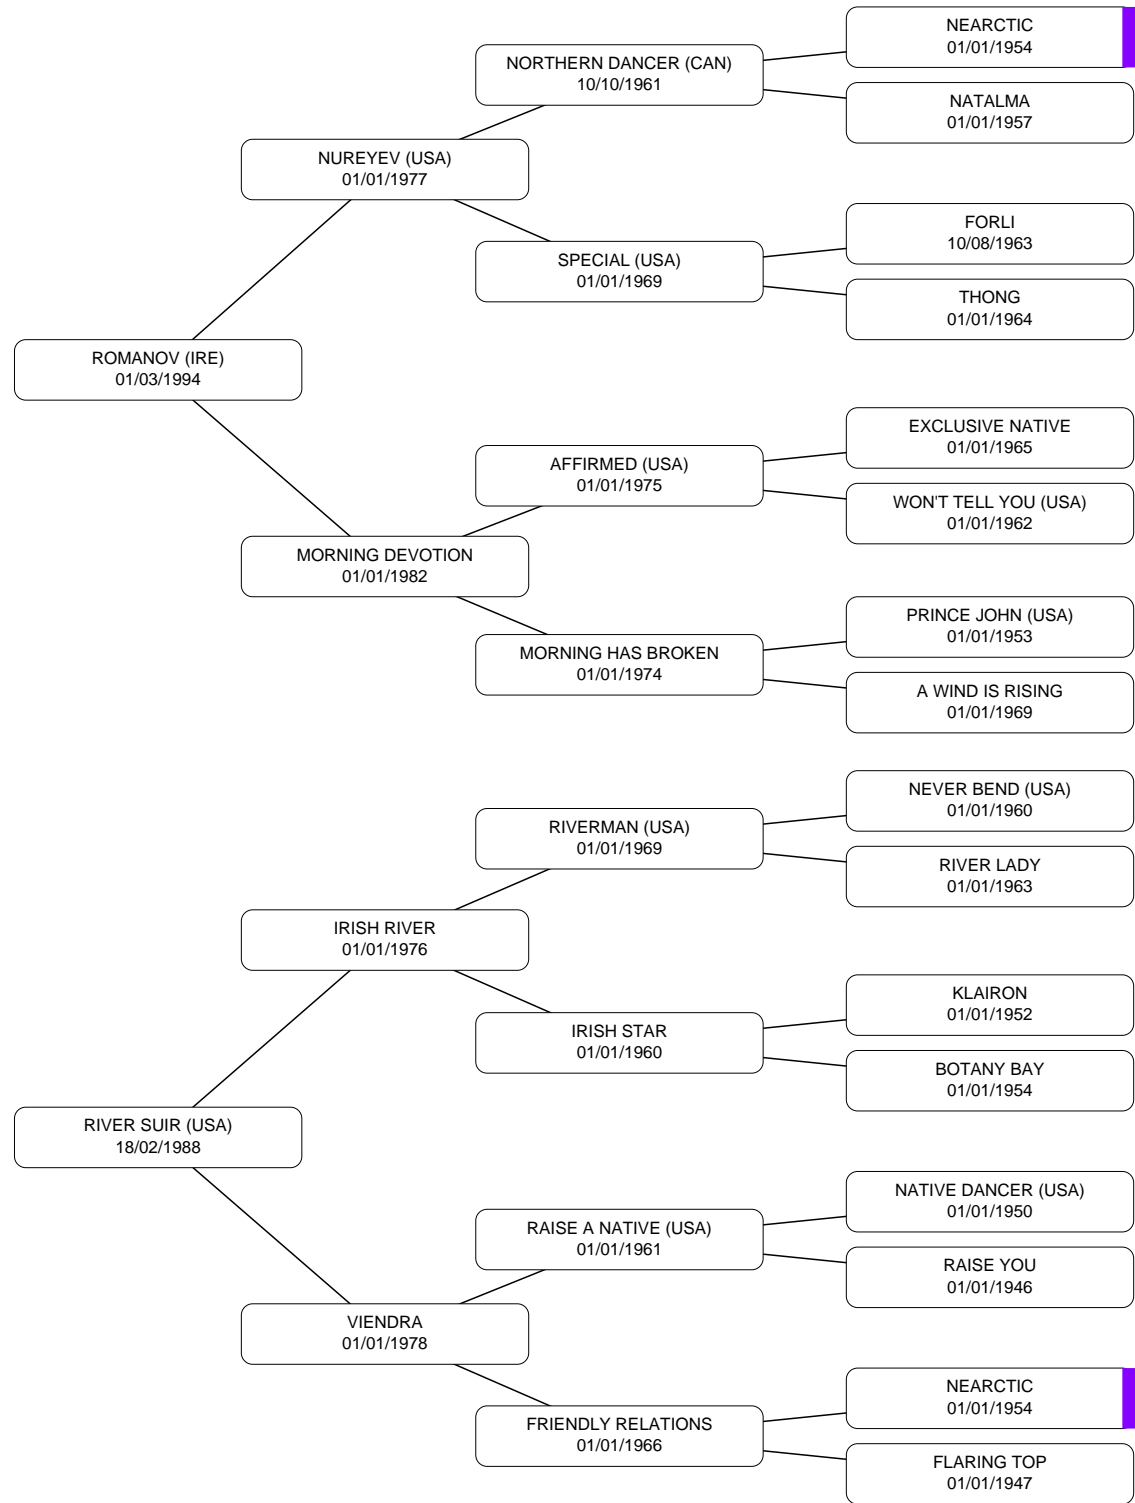 NEARCTIC
01/01/1954
NORTHERN DANCER (CAN)
10/10/1961
NATALMA
01/01/1957
NUREYEV (USA)
01/01/1977
FORLI
10/08/1963
SPECIAL (USA)
01/01/1969
THONG
01/01/1964
ROMANOV (IRE)
01/03/1994
EXCLUSIVE NATIVE
01/01/1965
AFFIRMED (USA)
01/01/1975
WON'T TELL YOU (USA)
01/01/1962
MORNING DEVOTION
01/01/1982
PRINCE JOHN (USA)
01/01/1953
MORNING HAS BROKEN
01/01/1974
A WIND IS RISING
01/01/1969
NEVER BEND (USA)
01/01/1960
RIVERMAN (USA)
01/01/1969
RIVER LADY
01/01/1963
IRISH RIVER
01/01/1976
KLAIRON
01/01/1952
IRISH STAR
01/01/1960
BOTANY BAY
01/01/1954
RIVER SUIR (USA)
18/02/1988
NATIVE DANCER (USA)
01/01/1950
RAISE A NATIVE (USA)
01/01/1961
RAISE YOU
01/01/1946
VIENDRA
01/01/1978
NEARCTIC
01/01/1954
FRIENDLY RELATIONS
01/01/1966
FLARING TOP
01/01/1947